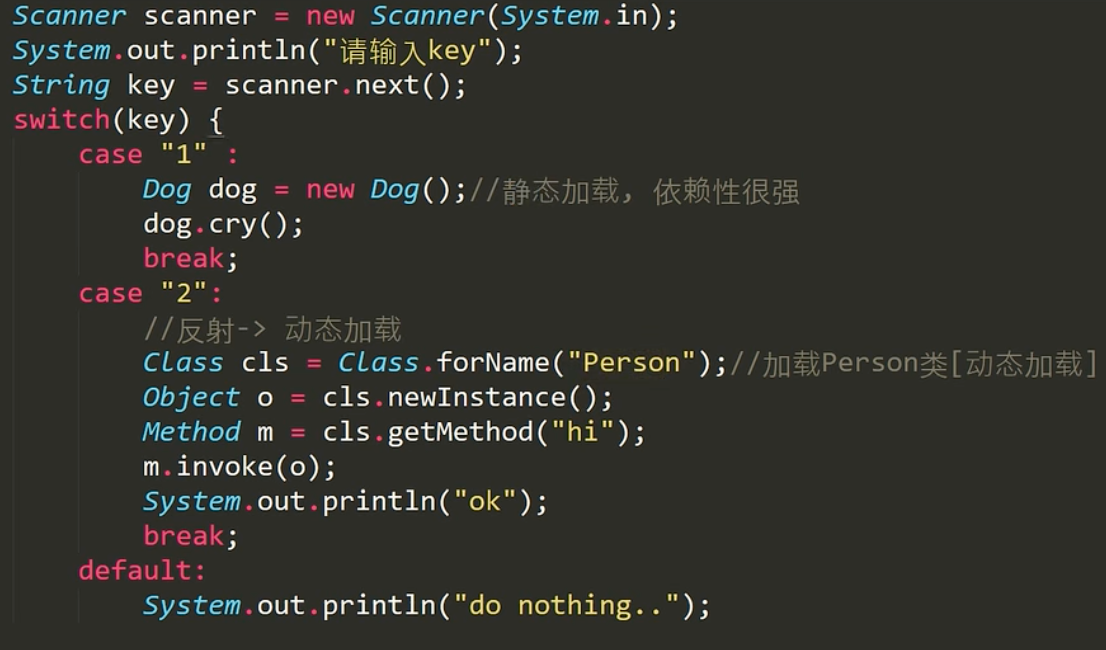 Scanner scanner = new Scanner(System.in);
System.out.println("请输入key");
String key = scanner.next();
switch(key) {
    case "1" :
        Dog dog = new Dog();//静态加载, 依赖性很强
        dog.cry();
        break;
    case "2":
        //反射-> 动态加载
        Class cls = Class.forName("Person");//加载Person类[动态加载]
        Object o = cls.newInstance();
        Method m = cls.getMethod("hi");
        m.invoke(o);
        System.out.println("ok");
        break;
    default:
        System.out.println("do nothing..");